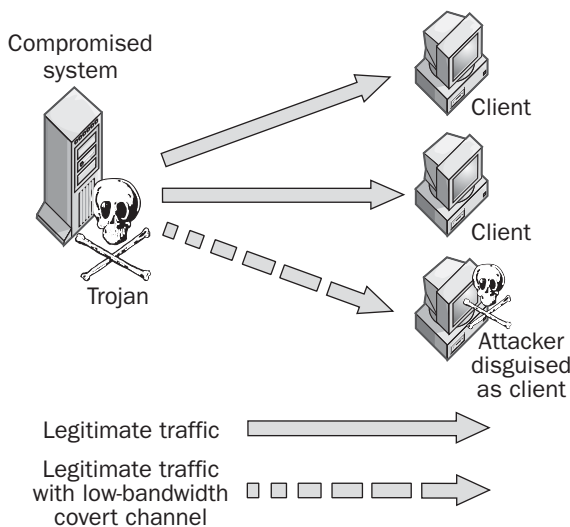 Compromised
system
Client
Client
Trojan
Attacker
disguised
as client
Legitimate traffic
Legitimate traffic
with low-bandwidth
covert channel